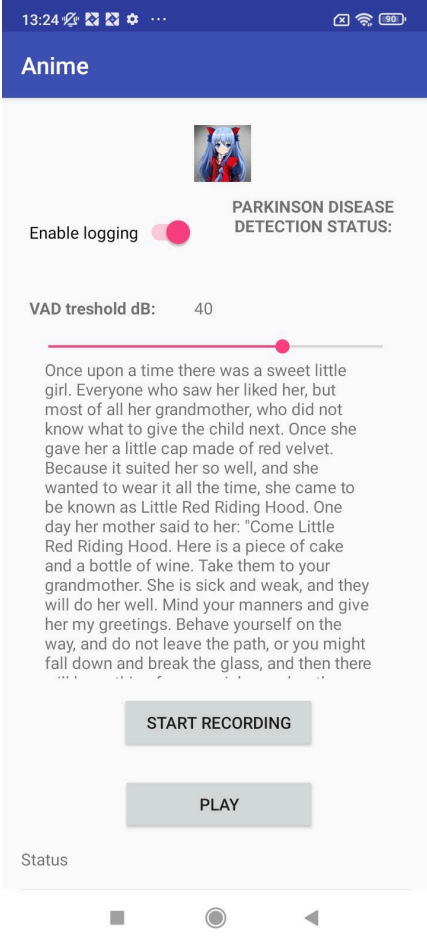 13:24
90
Anime
PARKINSON DISEASE
DETECTION STATUS:
Enable logging
VAD treshold dB: 40
Once upon a time there was a sweet little
girl. Everyone who saw her liked her, but
most of all her grandmother, who did not
know what to give the child next. Once she
gave her a little cap made of red velvet.
Because it suited her so well, and she
wanted to wear it all the time, she came to
be known as Little Red Riding Hood. One
day her mother said to her: "Come Little
Red Riding Hood. Here is a piece of cake
and a bottle of wine. Take them to your
grandmother. She is sick and weak, and they
will do her well. Mind your manners and give
her my greetings. Behave yourself on the
way, and do not leave the path, or you might
fall down and break the glass, and then there
START RECORDING
PLAY
Status